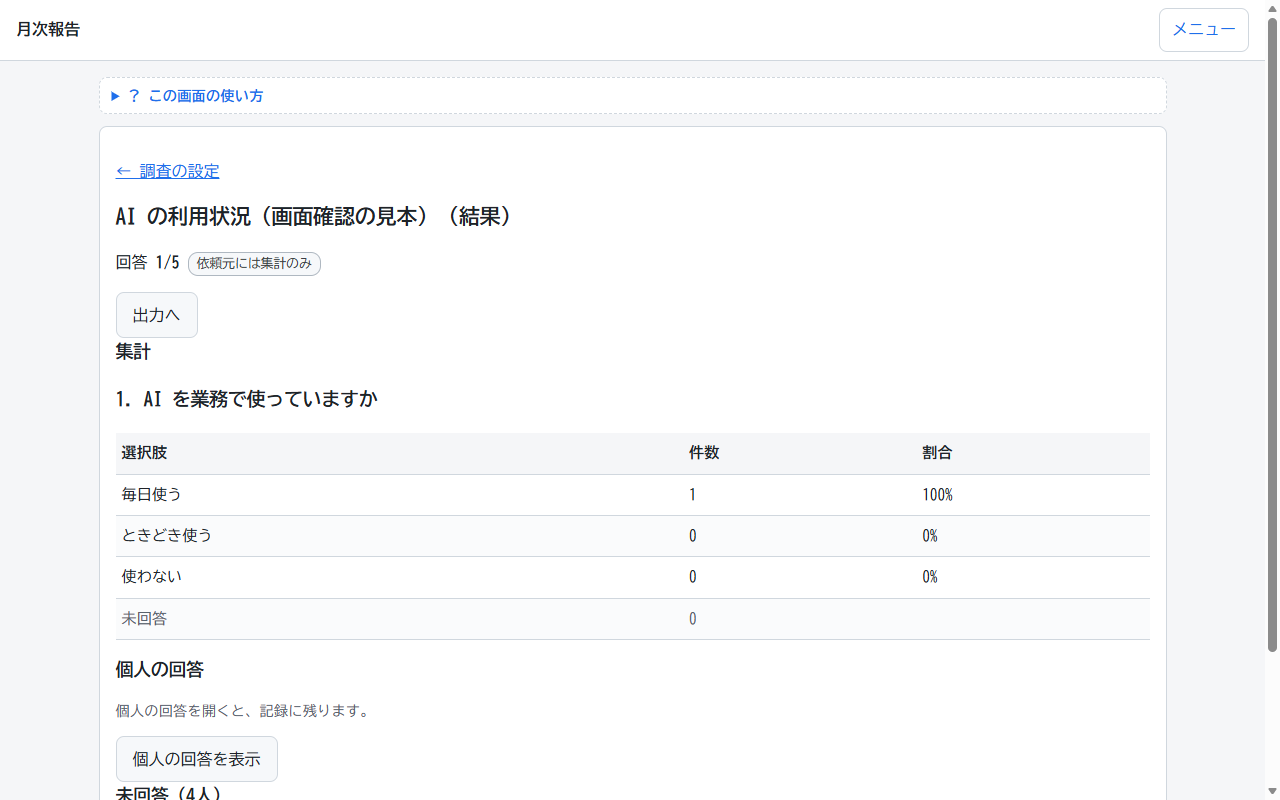 月次報告
メニュー
▶ ? この画面の使い方
← 調査の設定
AI の利用状況（画面確認の見本）（結果）
回答 1/5 依頼元には集計のみ
出力へ
集計
1. AI を業務で使っていますか
選択肢 件数 割合
毎日使う 1 100%
ときどき使う 0 0%
使わない 0 0%
未回答 0
個人の回答
個人の回答を開くと、記録に残ります。
個人の回答を表示
未回答（4人）